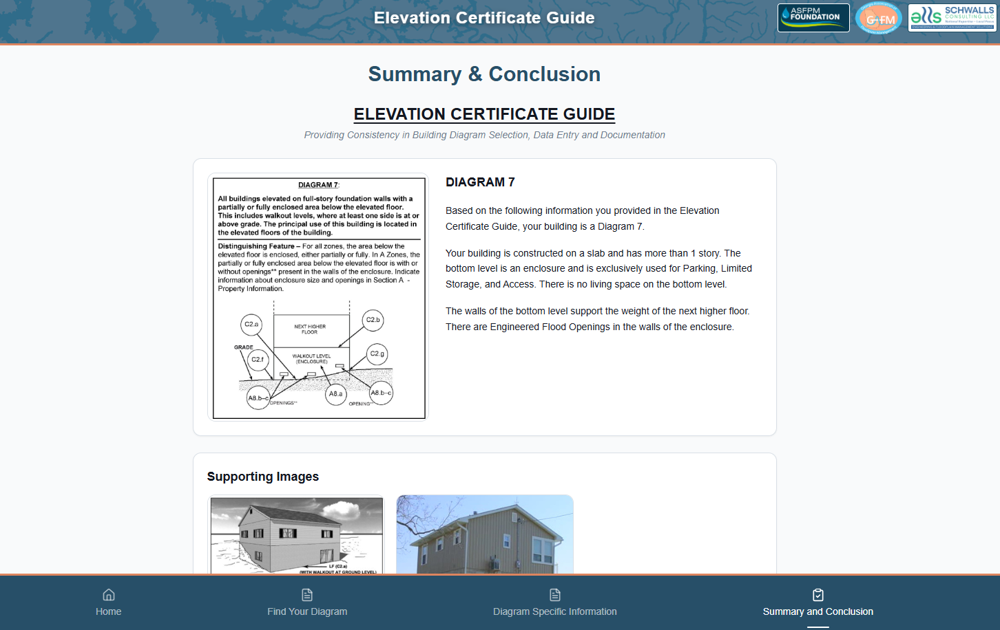 Elevation Certificate Guide
ASFPM
FOUNDATION
GAFM
SCHWALLS
CONSULTING LLC
Summary & Conclusion
ELEVATION CERTIFICATE GUIDE
Providing Consistency in Building Diagram Selection, Data Entry and Documentation
DIAGRAM 7:
All buildings elevated on full-story foundation walls with a
partially or fully enclosed area below the elevated floor.
This includes walkout levels, where at least one side is at or
above grade. The principal use of this building is located in
the elevated floors of the building.
Distinguishing Feature – For all zones, the area below the
elevated floor is enclosed, either partially or fully. In A Zones, the
partially or fully enclosed area below the elevated floor is with or
without openings** present in the walls of the enclosure. Indicate
information about enclosure size and openings in Section A -
Property Information.
C2.a
NEXT HIGHER
FLOOR
C2.b
GRADE
C2.f
WALKOUT LEVEL
(ENCLOSURE)
C2.g
A8.b–c
OPENINGS**
A8.a
OPENING**
A8.b–c
DIAGRAM 7
Based on the following information you provided in the Elevation
Certificate Guide, your building is a Diagram 7.
Your building is constructed on a slab and has more than 1 story. The
bottom level is an enclosure and is exclusively used for Parking, Limited
Storage, and Access. There is no living space on the bottom level.
The walls of the bottom level support the weight of the next higher floor.
There are Engineered Flood Openings in the walls of the enclosure.
Supporting Images
LF (C2.a)
(WITH WALKOUT AT GROUND LEVEL)
Home
Find Your Diagram
Diagram Specific Information
Summary and Conclusion